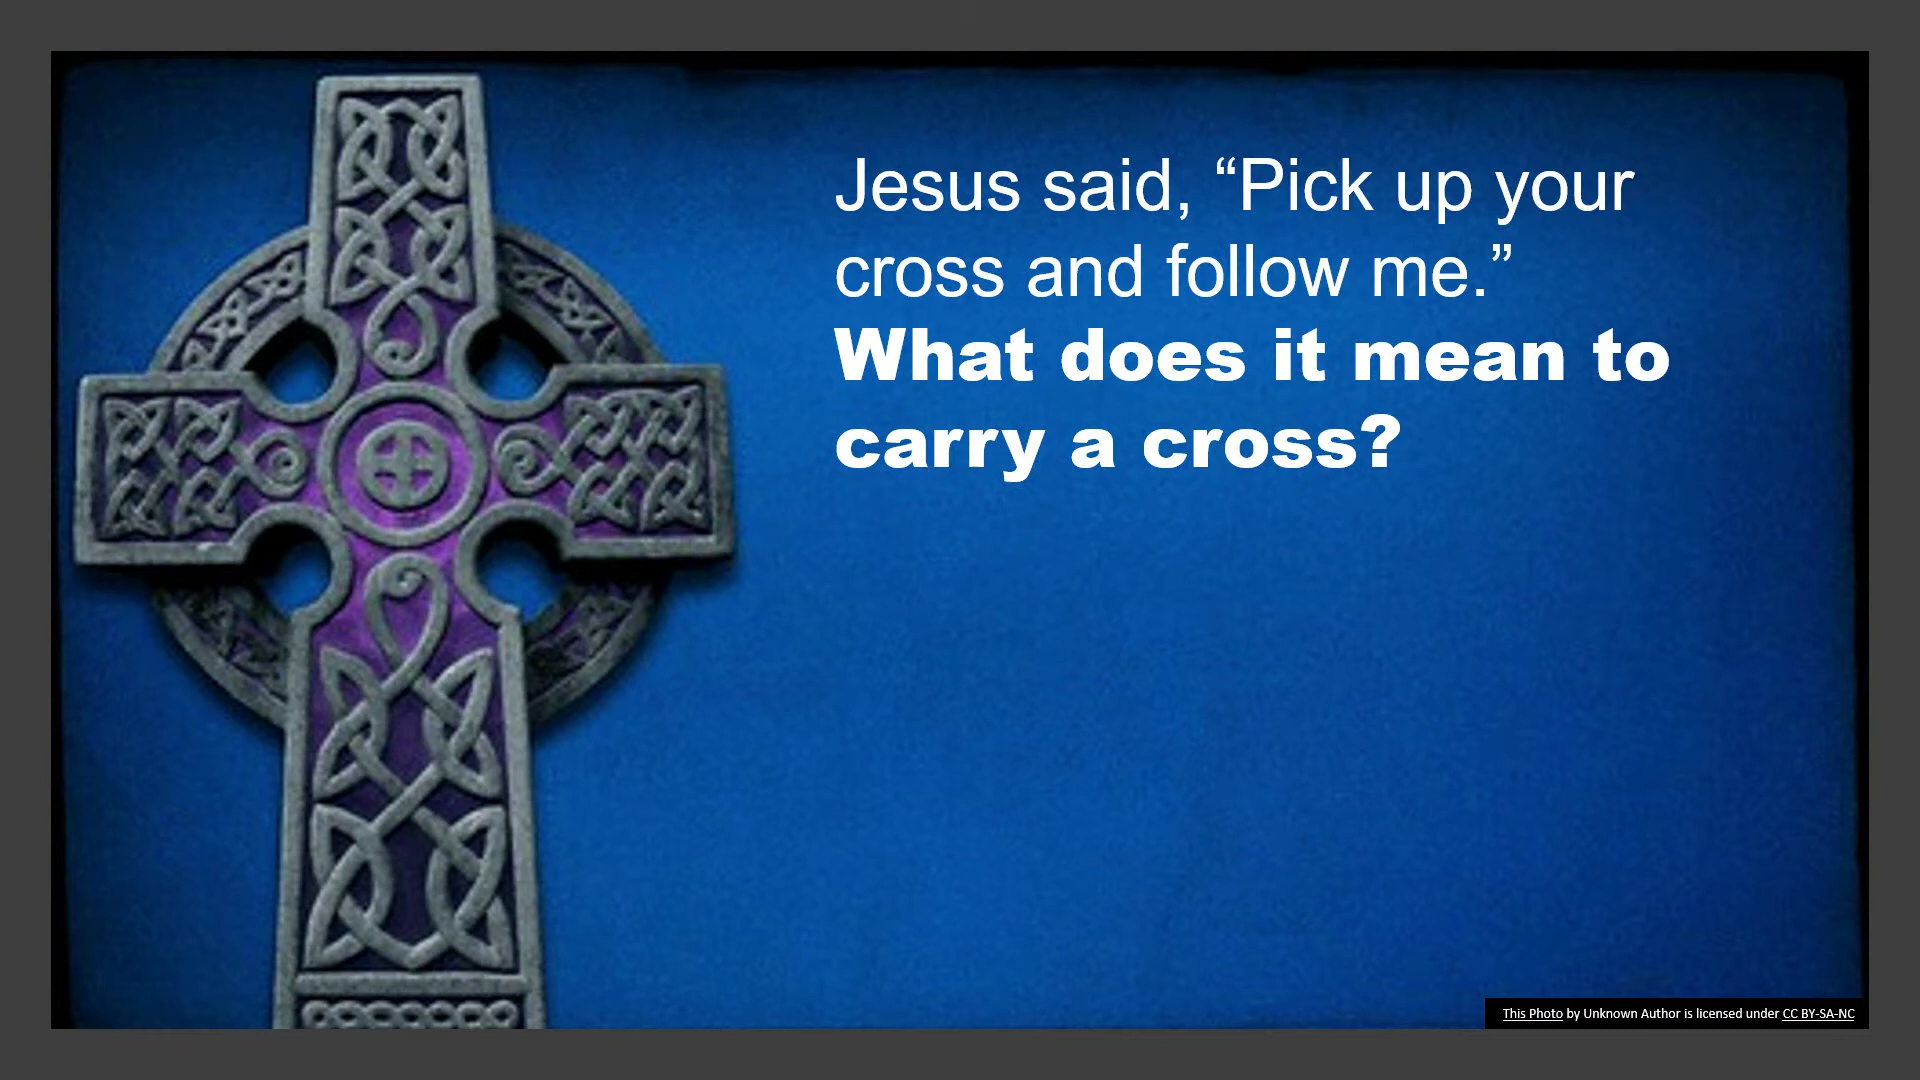 Jesus said, “Pick up your
cross and follow me.”
What does it mean to
carry a cross?
This Photo by Unknown Author is licensed under CC BY-SA-NC